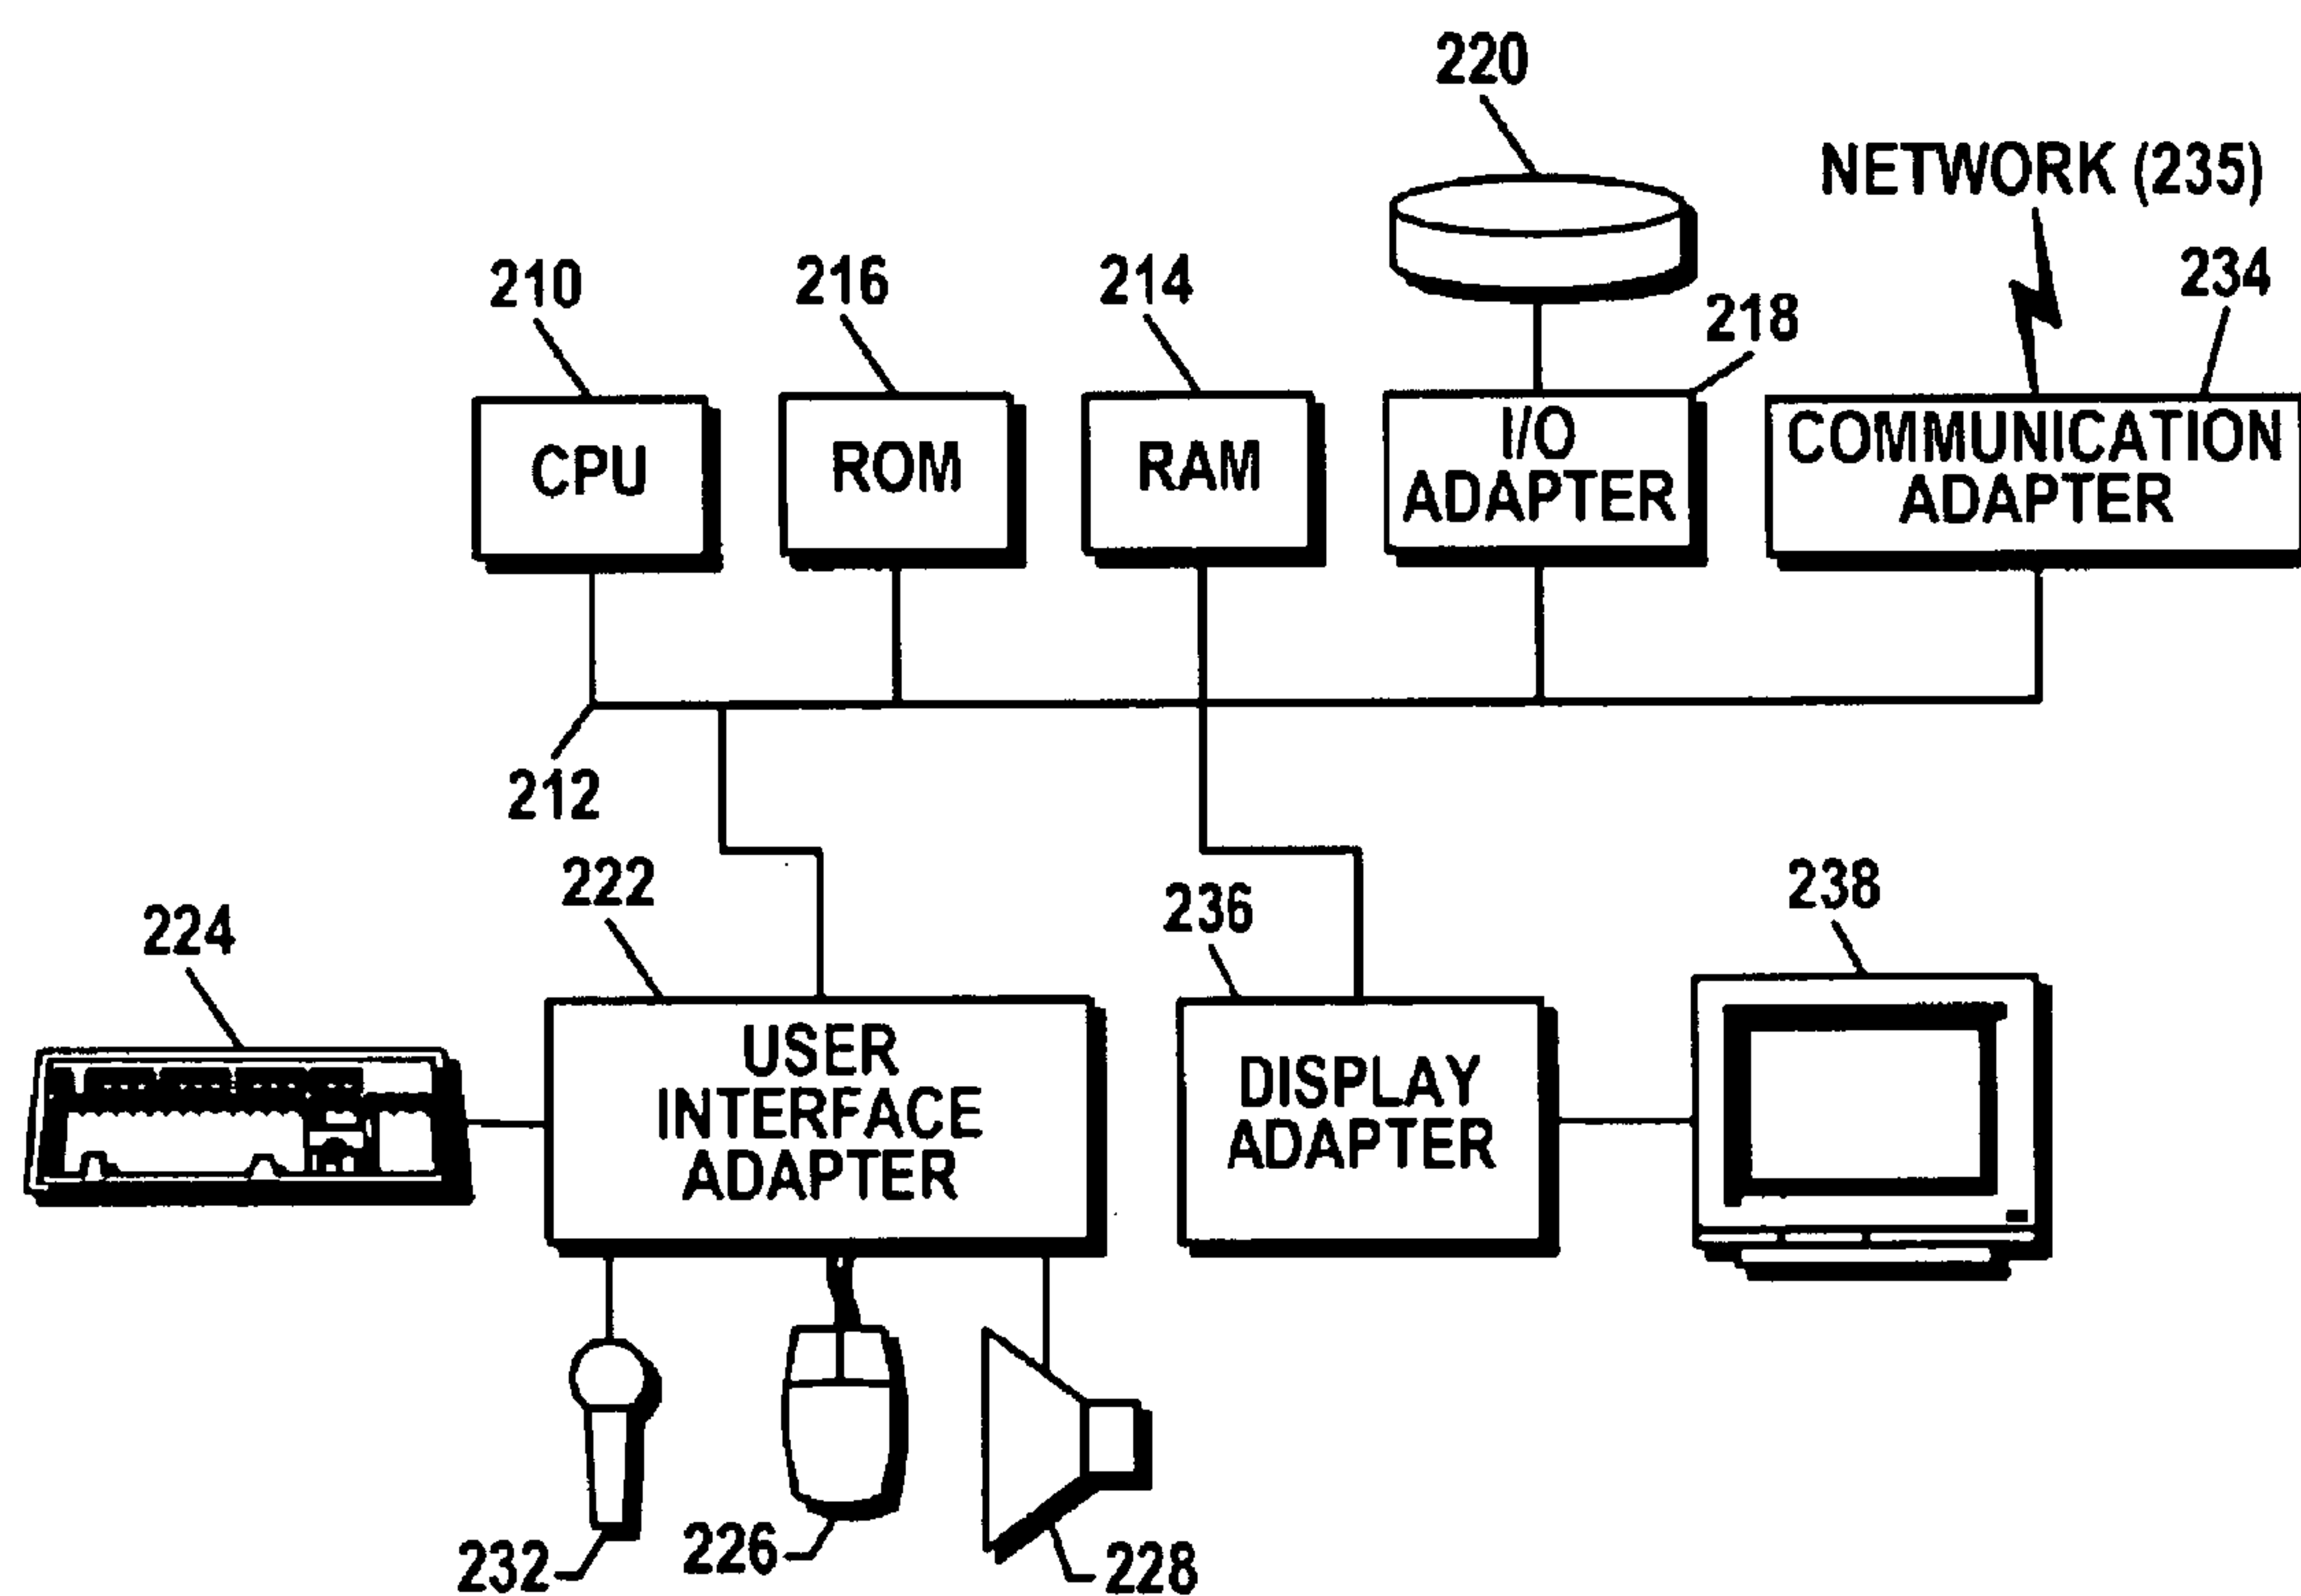 220
NETWORK (235)
210
216
214
218
234
CPU
ROM
RAM
I/O
ADAPTER
COMMUNICATION
ADAPTER
212
222
224
236
238
USER
INTERFACE
ADAPTER
DISPLAY
ADAPTER
232
226
228